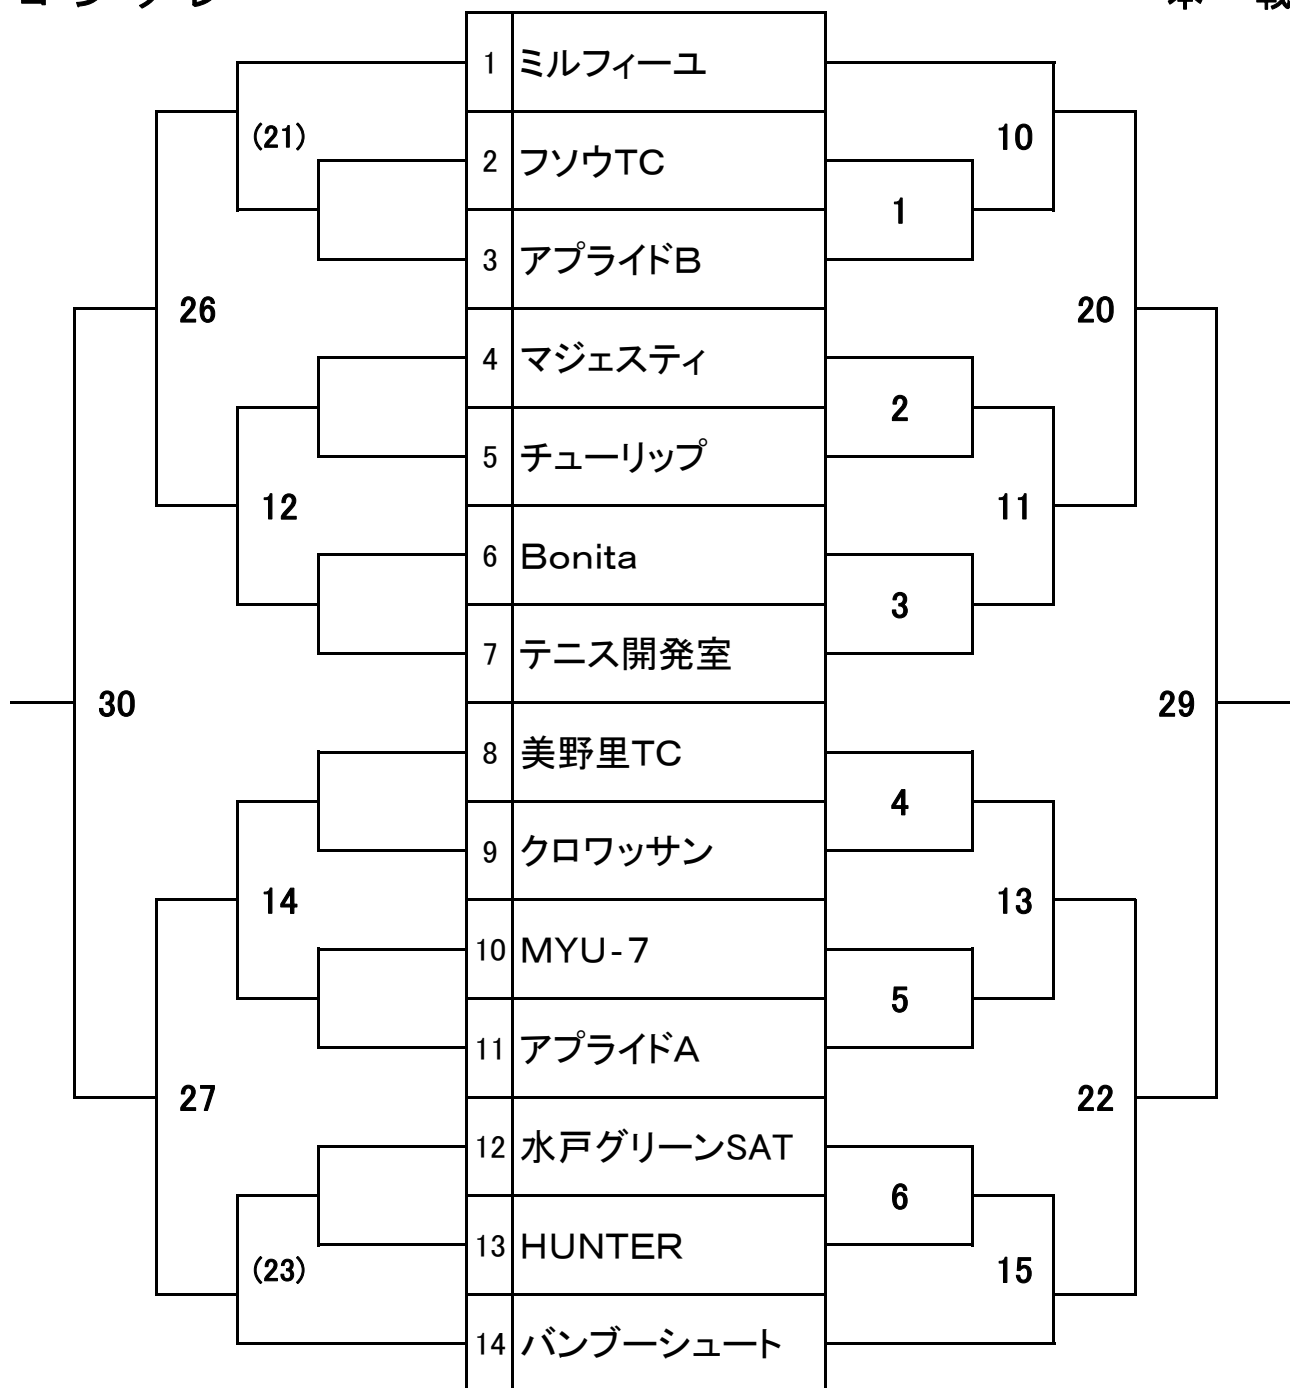 1 ミルフィーユ
(21) 10
2 フソウTC
1
3 アプライドB
26 20
4 マジェスティ
2
5 チューリップ
12 11
6 Bonita
3
7 テニス開発室
30 29
8 美野里TC
4
9 クロワッサン
14 13
10 MYU-7
5
11 アプライドA
27 22
12 水戸グリーンSAT
6
13 HUNTER
(23) 15
14 バンブーシュート